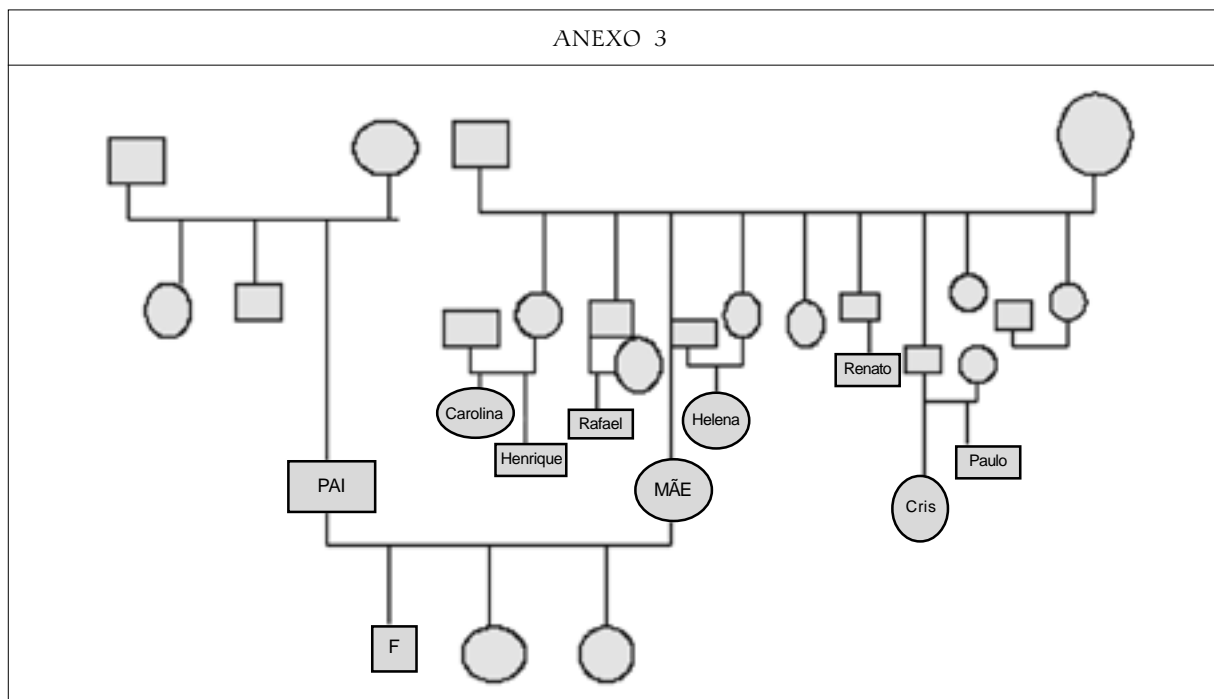 ANEXO 3
Renato
Carolina
Rafael
Helena
Henrique
Paulo
PAI
MÃE
Cris
F